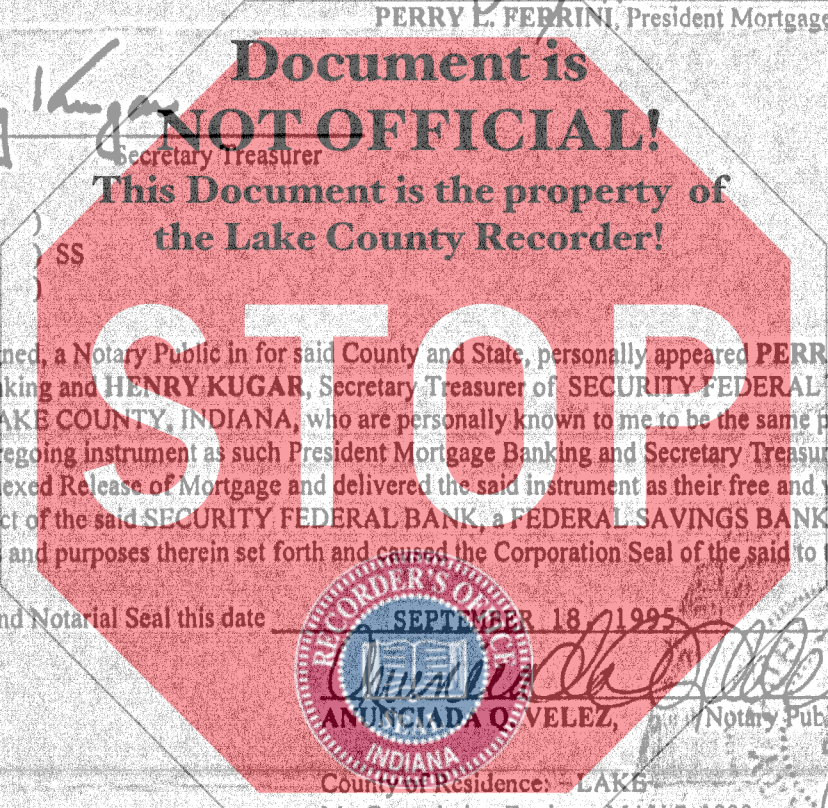 PERRY L. FERRINI, President Mortgage
Document is
NOT OFFICIAL!
Secretary Treasurer
This Document is the property of
the Lake County Recorder!
)
) SS
)
STOP
ned, a Notary Public in for said County and State, personally appeared PERR
king and HENRY KUGAR, Secretary Treasurer of SECURITY FEDERAL
AKE COUNTY, INDIANA, who are personally known to me to be the same p
regoing instrument as such President Mortgage Banking and Secretary Treasur
exed Release of Mortgage and delivered the said instrument as their free and v
ct of the said SECURITY FEDERAL BANK, a FEDERAL SAVINGS BANK
s and purposes therein set forth and caused the Corporation Seal of the said to
nd Notarial Seal this date SEPTEMBER 18, 1995
RECORDER'S OFFICE
ANUNCIADA Q. VELEZ, Notary Pub
INDIANA
County of Residence: LAKE